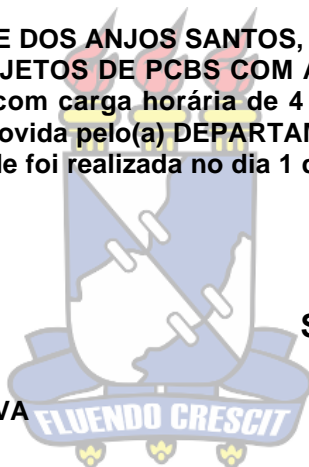 E DOS ANJOS SANTOS,
JETOS DE PCBS COM A
com carga horária de 4
ovida pelo(a) DEPARTAM
de foi realizada no dia 1 d
S
VA
FLUENDO CRESCIT